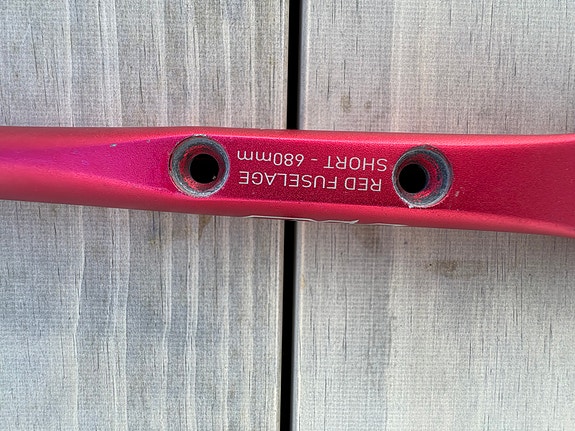 RED FUSELAGE
SHORT - 680mm